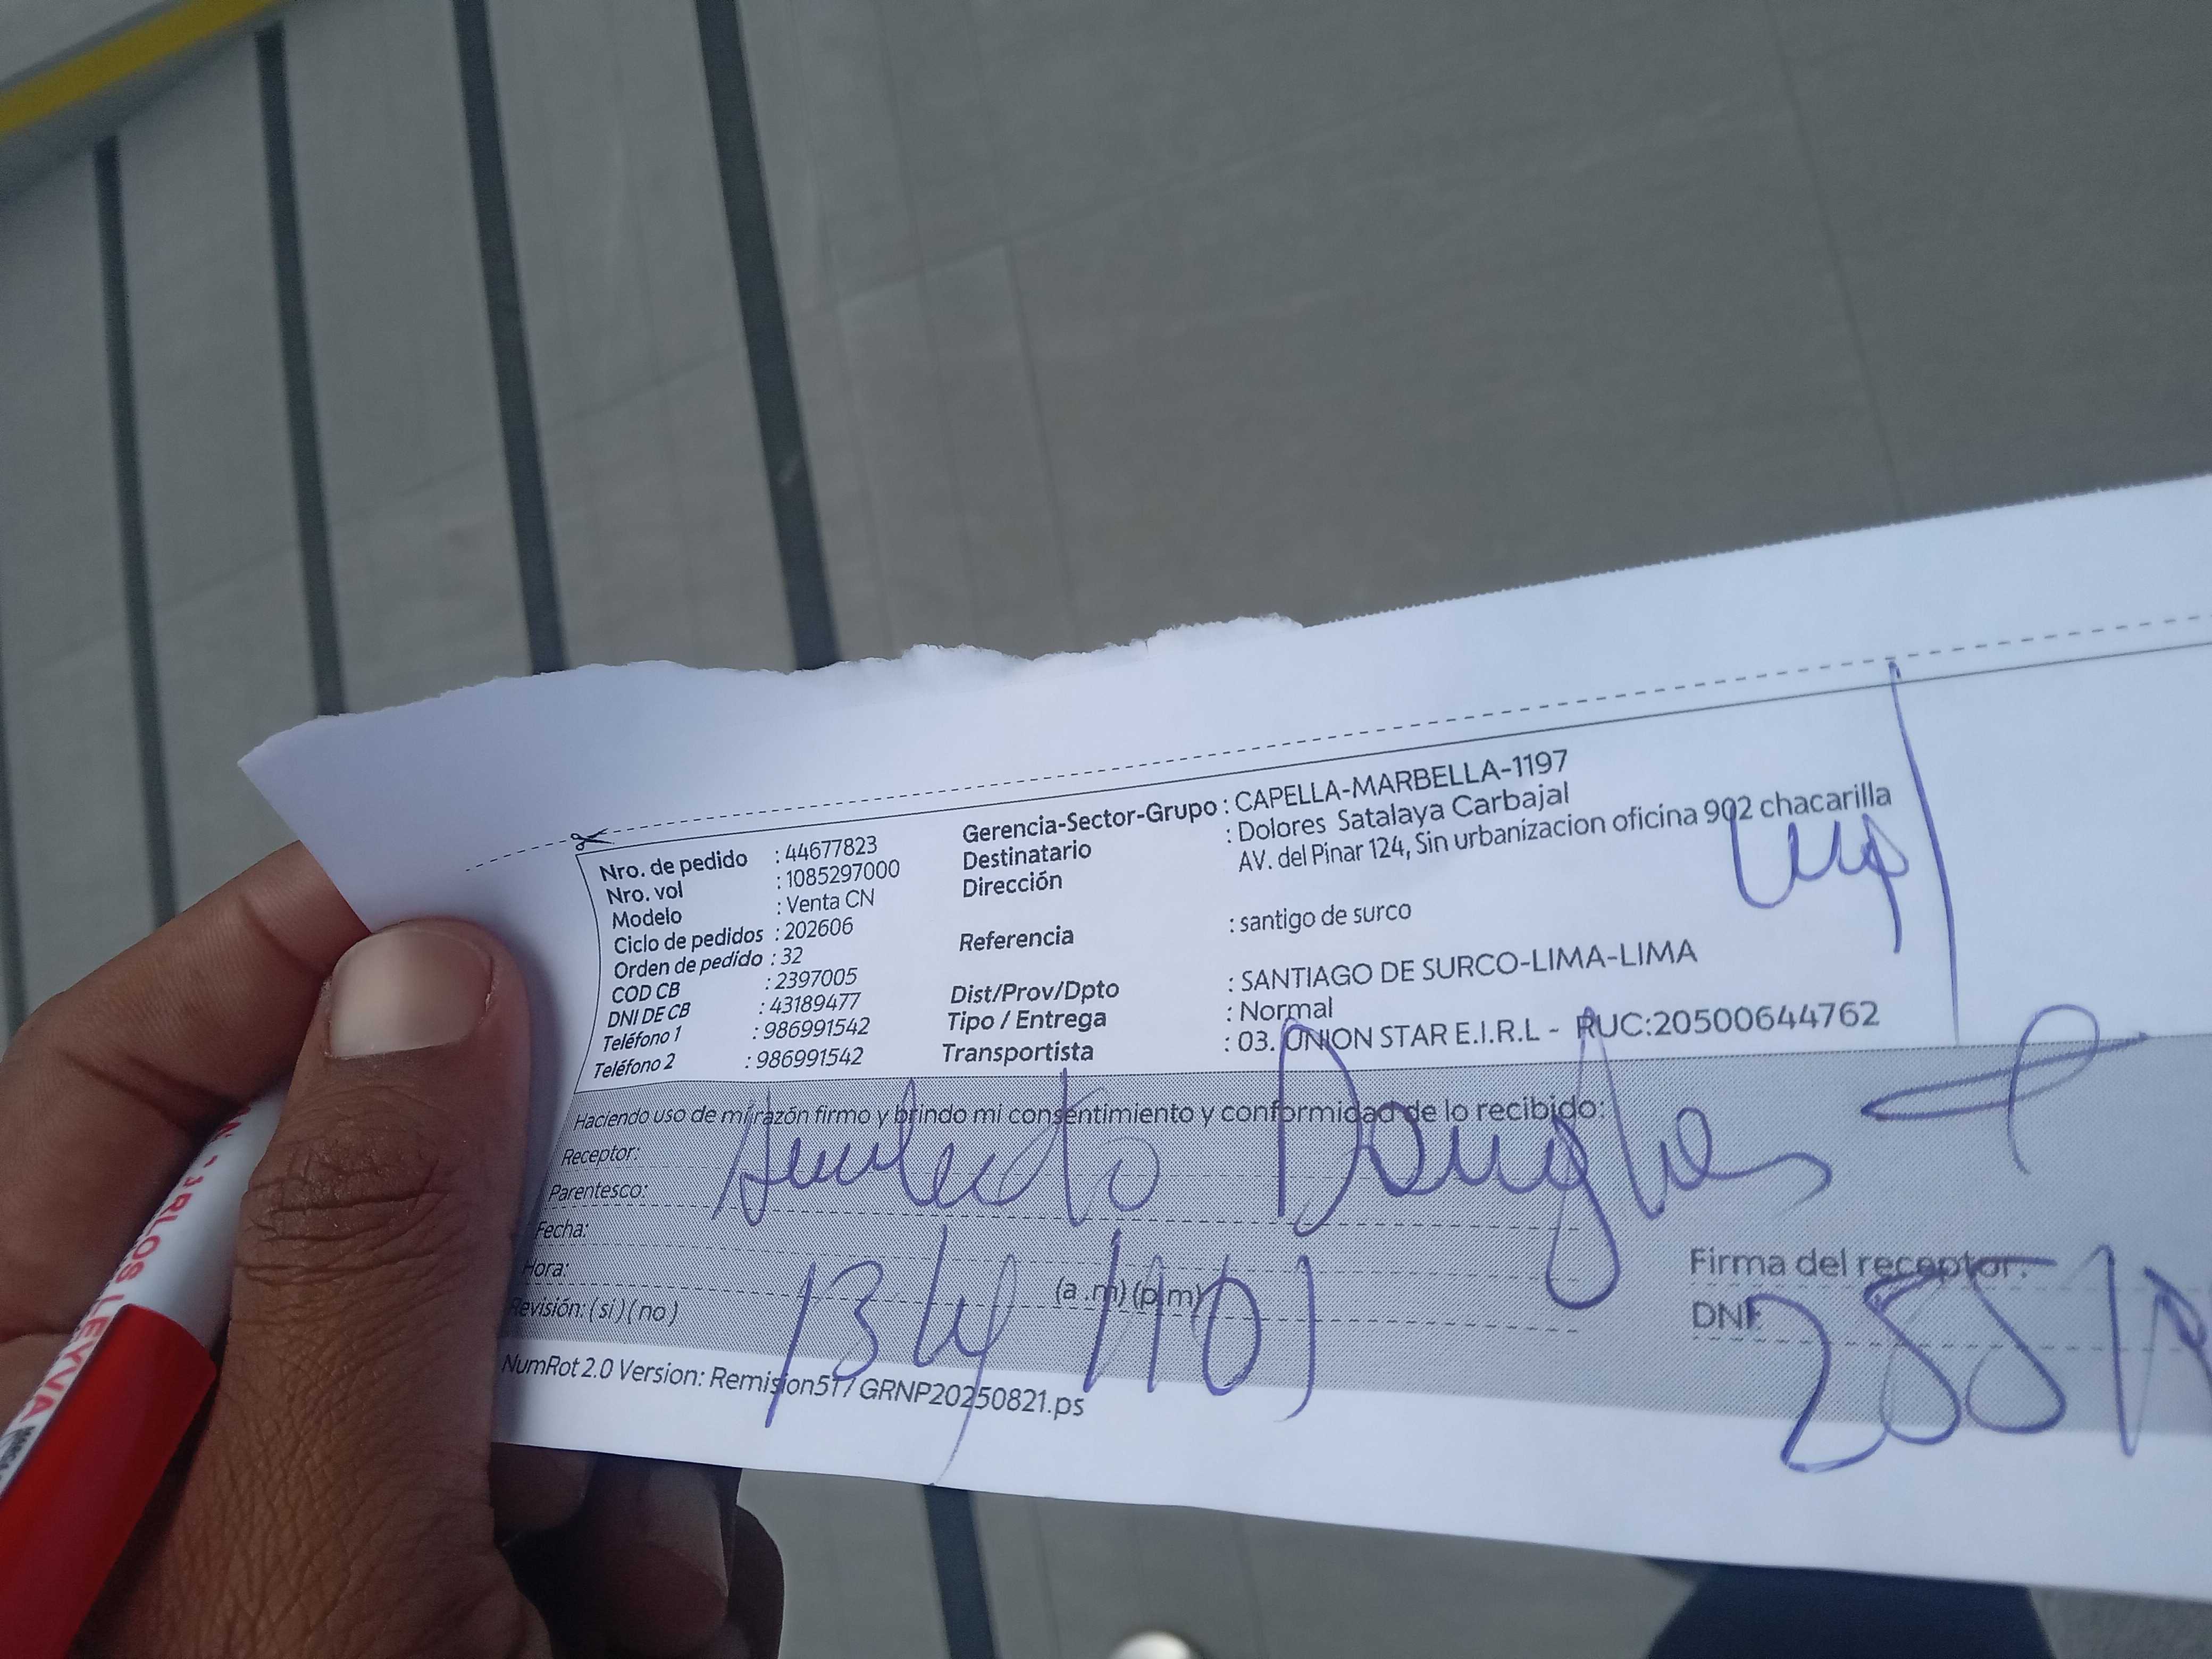 Nro. de pedido : 44677823
Nro. vol : 1085297000
Modelo : Venta CN
Ciclo de pedidos : 202606
Orden de pedido : 32
COD CB : 2397005
DNI DE CB : 43189477
Teléfono 1 : 986991542
Teléfono 2 : 986991542
Gerencia-Sector-Grupo : CAPELLA-MARBELLA-1197
Destinatario : Dolores Satalaya Carbajal
Dirección AV. del Pinar 124, Sin urbanizacion oficina 902 chacarilla
Referencia : santigo de surco
Dist/Prov/Dpto : SANTIAGO DE SURCO-LIMA-LIMA
Tipo / Entrega : Normal
Transportista : 03. UNION STAR E.I.R.L - RUC:20500644762
Haciendo uso de mi razón firmo y brindo mi consentimiento y conformidad de lo recibido:
Receptor:
Parentesco:
Fecha:
Hora: (a .m) (p.m)
Revisión: ( si ) ( no )
Firma del receptor:
DNI:
NumRot 2.0 Version: Remision517 GRNP20250821.ps
LEYVA